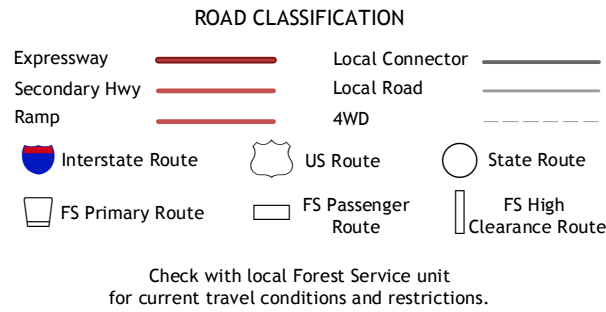 ROAD CLASSIFICATION
Expressway
Local Connector
Secondary Hwy
Local Road
Ramp
4WD
Interstate Route
US Route
State Route
FS Primary Route
FS Passenger
Route
FS High
Clearance Route
Check with local Forest Service unit
for current travel conditions and restrictions.